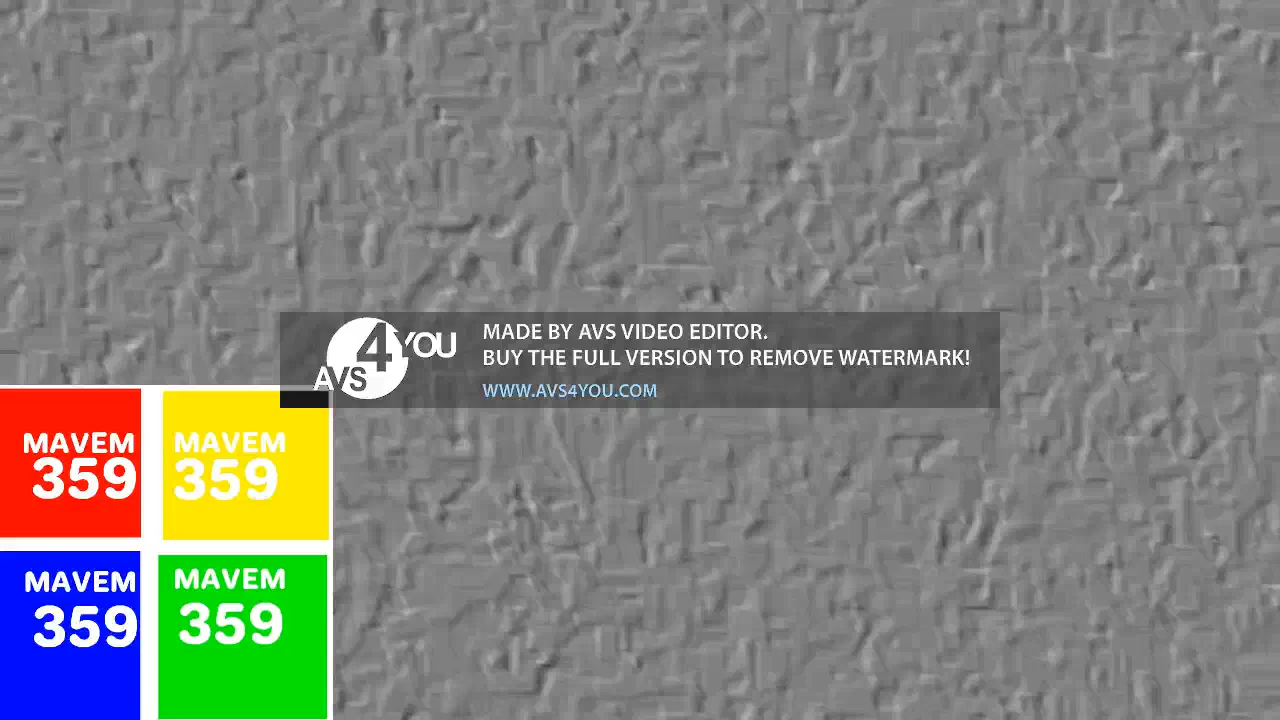 AVS4YOU
MADE BY AVS VIDEO EDITOR.
BUY THE FULL VERSION TO REMOVE WATERMARK!
WWW.AVS4YOU.COM
MAVEM
359
MAVEM
359
MAVEM
359
MAVEM
359